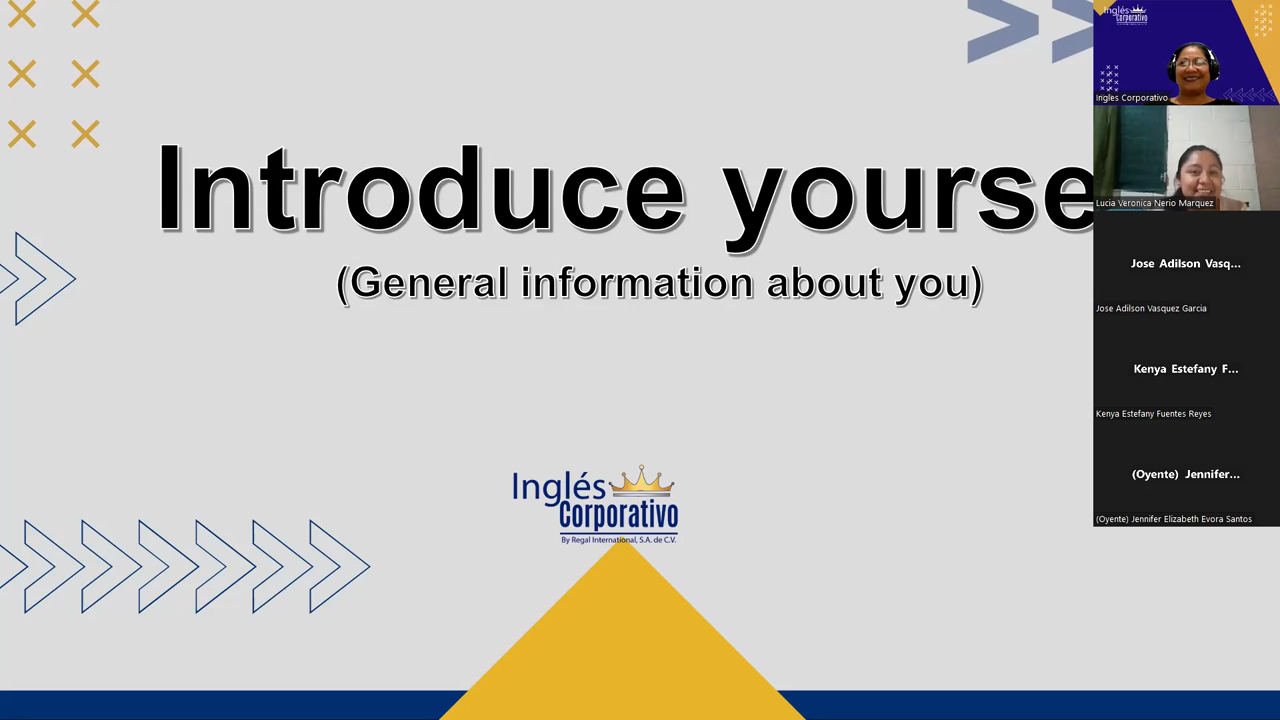 Introduce yourse
(General information about you)
Inglés
Corporativo
By Regal International, S.A. de C.V.
Inglés
Corporativo
Ingles Corporativo
Lucia Veronica Nerio Marquez
Jose Adilson Vasq...
Jose Adilson Vasquez Garcia
Kenya Estefany F...
Kenya Estefany Fuentes Reyes
(Oyente) Jennifer...
(Oyente) Jennifer Elizabeth Evora Santos